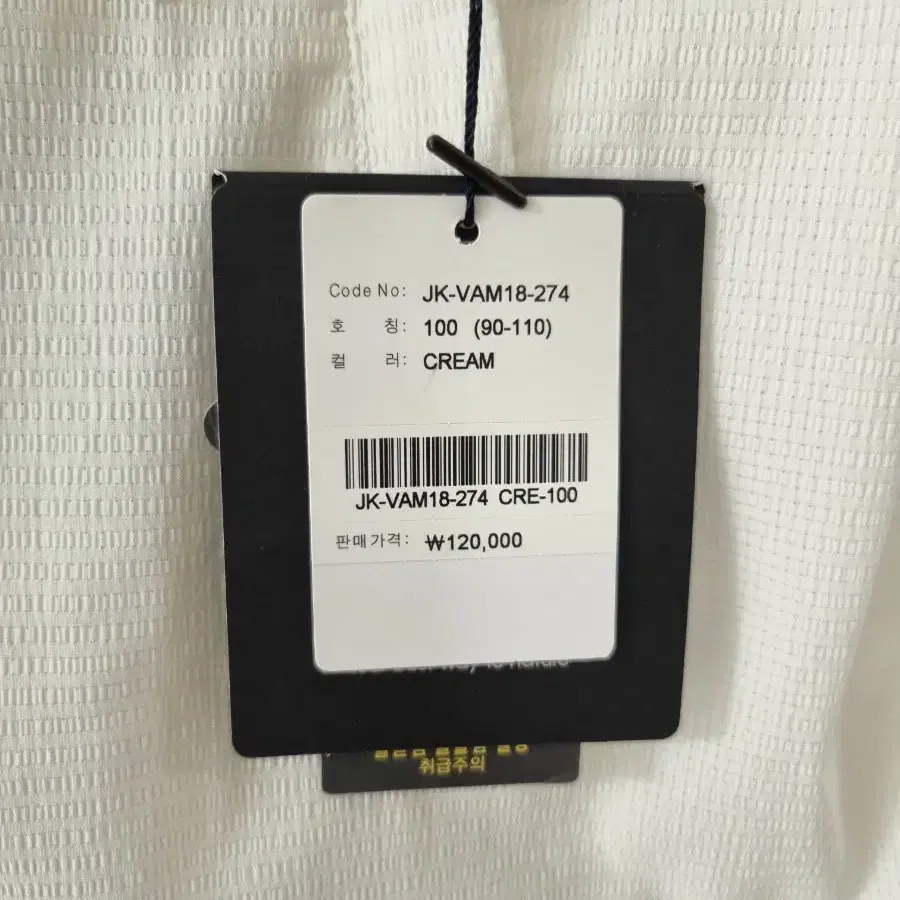 Code No: JK-VAM18-274
호 칭: 100 (90-110)
컬 러: CREAM
JK-VAM18-274 CRE-100
판매가격: ₩120,000
취급주의